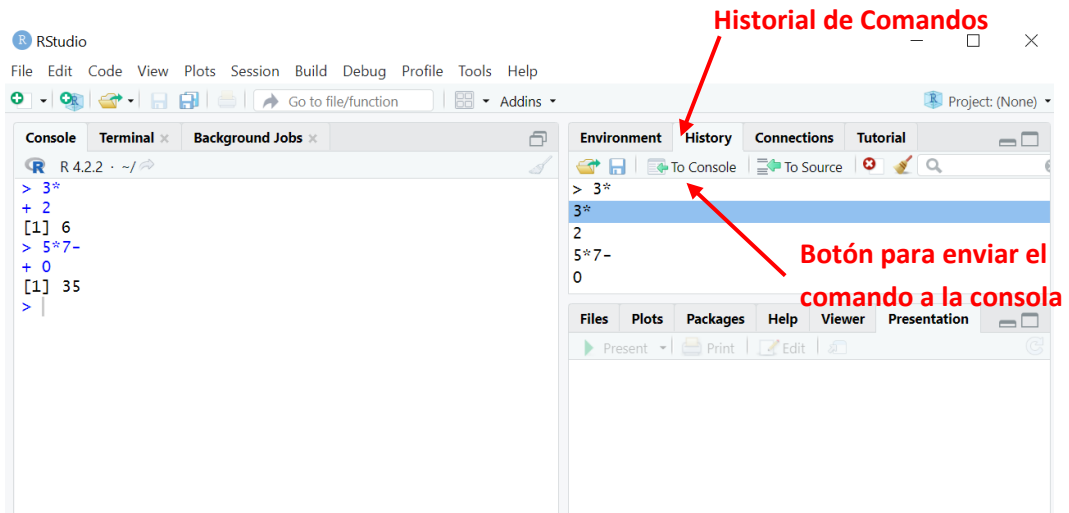 Historial de Comandos
RStudio
File Edit Code View Plots Session Build Debug Profile Tools Help
Go to file/function Addins Project: (None)
Console Terminal Background Jobs
R 4.2.2 · ~/
> 3*
+ 2
[1] 6
> 5*7-
+ 0
[1] 35
>
Environment History Connections Tutorial
To Console To Source
> 3*
3*
2
5*7-
0
Botón para enviar el
comando a la consola
Files Plots Packages Help Viewer Presentation
Present Print Edit